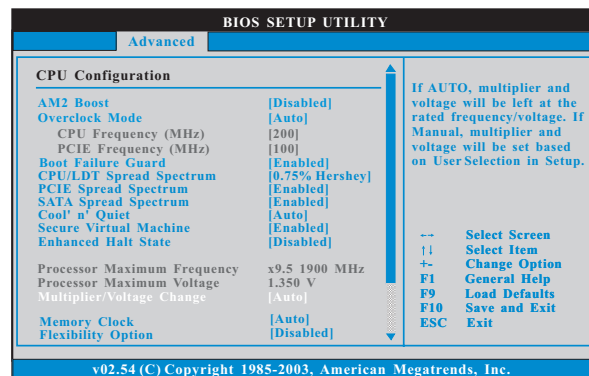 BIOS SETUP UTILITY
Advanced
CPU Configuration
AM2 Boost [Disabled]
Overclock Mode [Auto]
CPU Frequency (MHz) [200]
PCIE Frequency (MHz) [100]
Boot Failure Guard [Enabled]
CPU/LDT Spread Spectrum [0.75% Hershey]
PCIE Spread Spectrum [Enabled]
SATA Spread Spectrum [Enabled]
Cool' n' Quiet [Auto]
Secure Virtual Machine [Enabled]
Enhanced Halt State [Disabled]
Processor Maximum Frequency x9.5 1900 MHz
Processor Maximum Voltage 1.350 V
Multiplier/Voltage Change [Auto]
Memory Clock [Auto]
Flexibility Option [Disabled]
If AUTO, multiplier and
voltage will be left at the
rated frequency/voltage. If
Manual, multiplier and
voltage will be set based
on User Selection in Setup.
←→ Select Screen
↑↓ Select Item
+- Change Option
F1 General Help
F9 Load Defaults
F10 Save and Exit
ESC Exit
v02.54 (C) Copyright 1985-2003, American Megatrends, Inc.